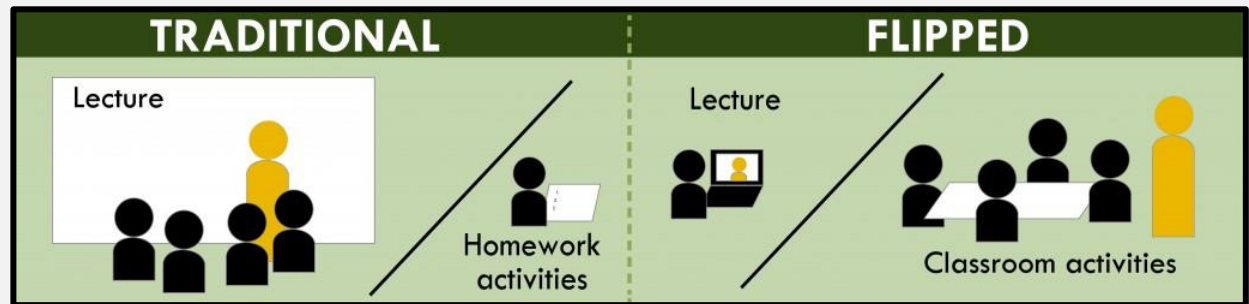 TRADITIONAL
Lecture
Homework
activities
FLIPPED
Lecture
Classroom activities